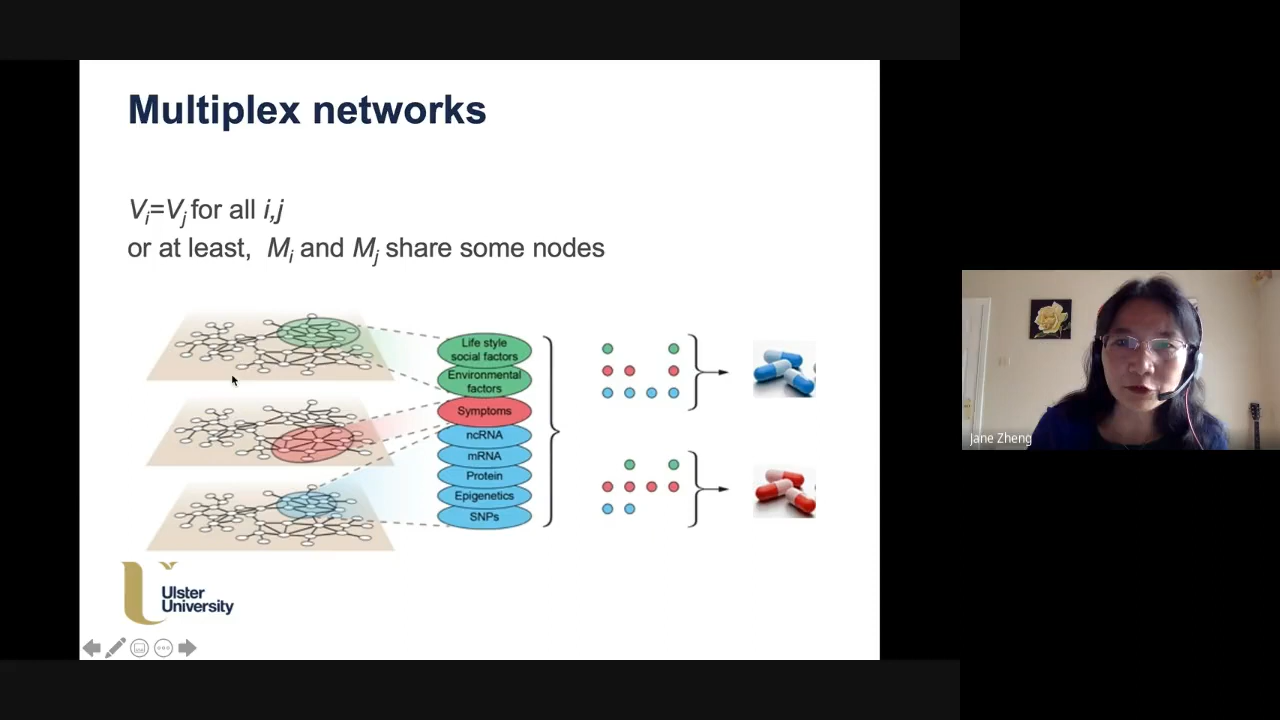 Multiplex networks
Vi=Vj for all i,j
or at least, Mi and Mj share some nodes
Life style
social factors
Environmental
factors
Symptoms
ncRNA
mRNA
Protein
Epigenetics
SNPs
Ulster
University
Jane Zheng